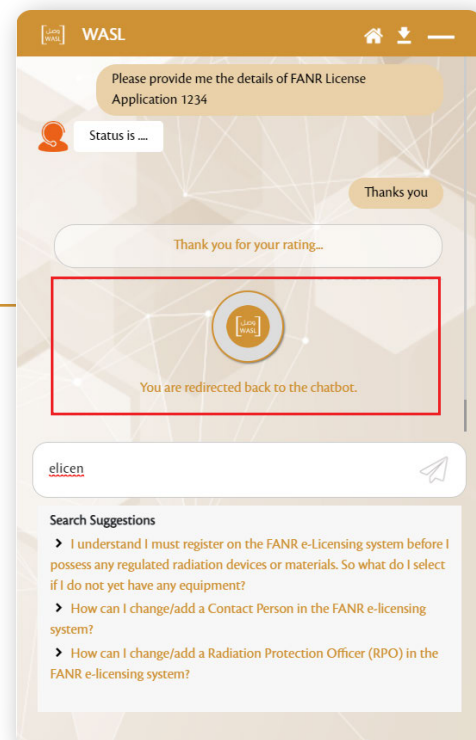 [وصل WASL] WASL
Please provide me the details of FANR License
Application 1234
Status is ....
Thanks you
Thank you for your rating...
[وصل WASL]
You are redirected back to the chatbot.
elicen
Search Suggestions
I understand I must register on the FANR e-Licensing system before I
possess any regulated radiation devices or materials. So what do I select
if I do not yet have any equipment?
How can I change/add a Contact Person in the FANR e-licensing
system?
How can I change/add a Radiation Protection Officer (RPO) in the
FANR e-licensing system?